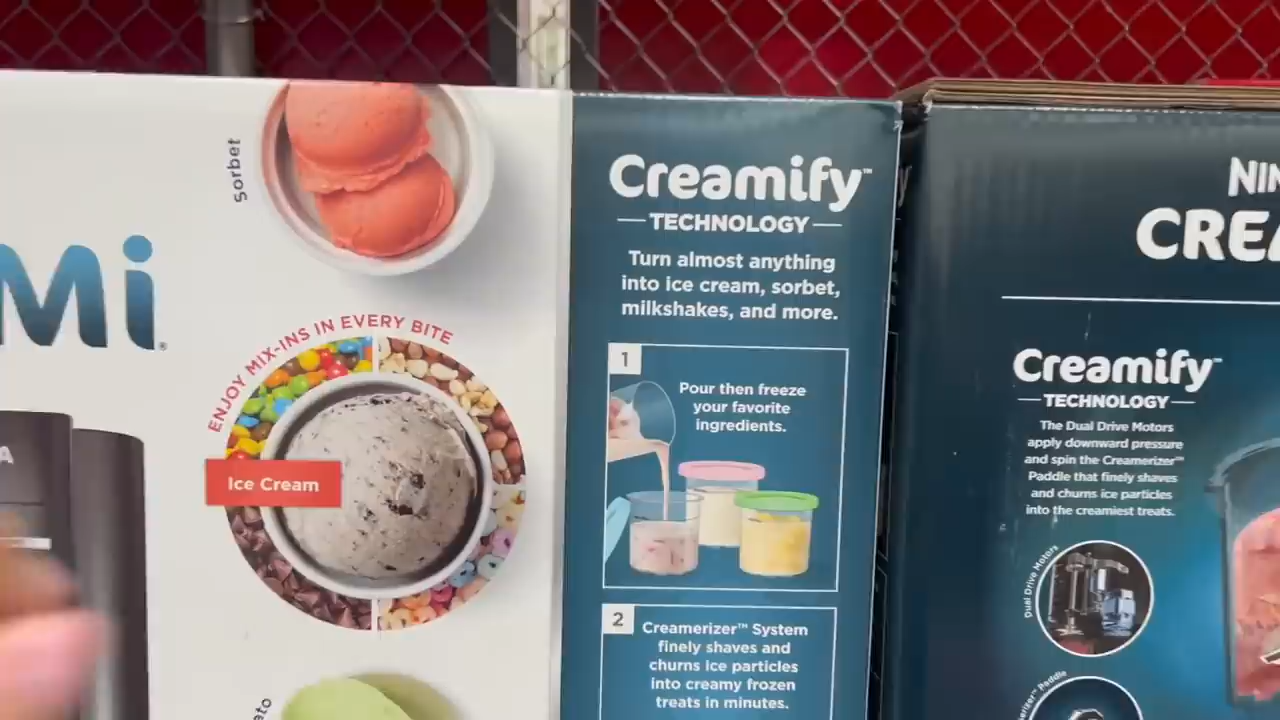 Sorbet
Mi
ENJOY MIX-INS IN EVERY BITE
Ice Cream
A
Creamify™
TECHNOLOGY
Turn almost anything
into ice cream, sorbet,
milkshakes, and more.
1
Pour then freeze
your favorite
ingredients.
2
Creamerizer™ System
finely shaves and
churns ice particles
into creamy frozen
treats in minutes.
NIN
CREA
Creamify™
TECHNOLOGY
The Dual Drive Motors
apply downward pressure
and spin the Creamerizer™
Paddle that finely shaves
and churns ice particles
into the creamiest treats.
Dual Drive Motors